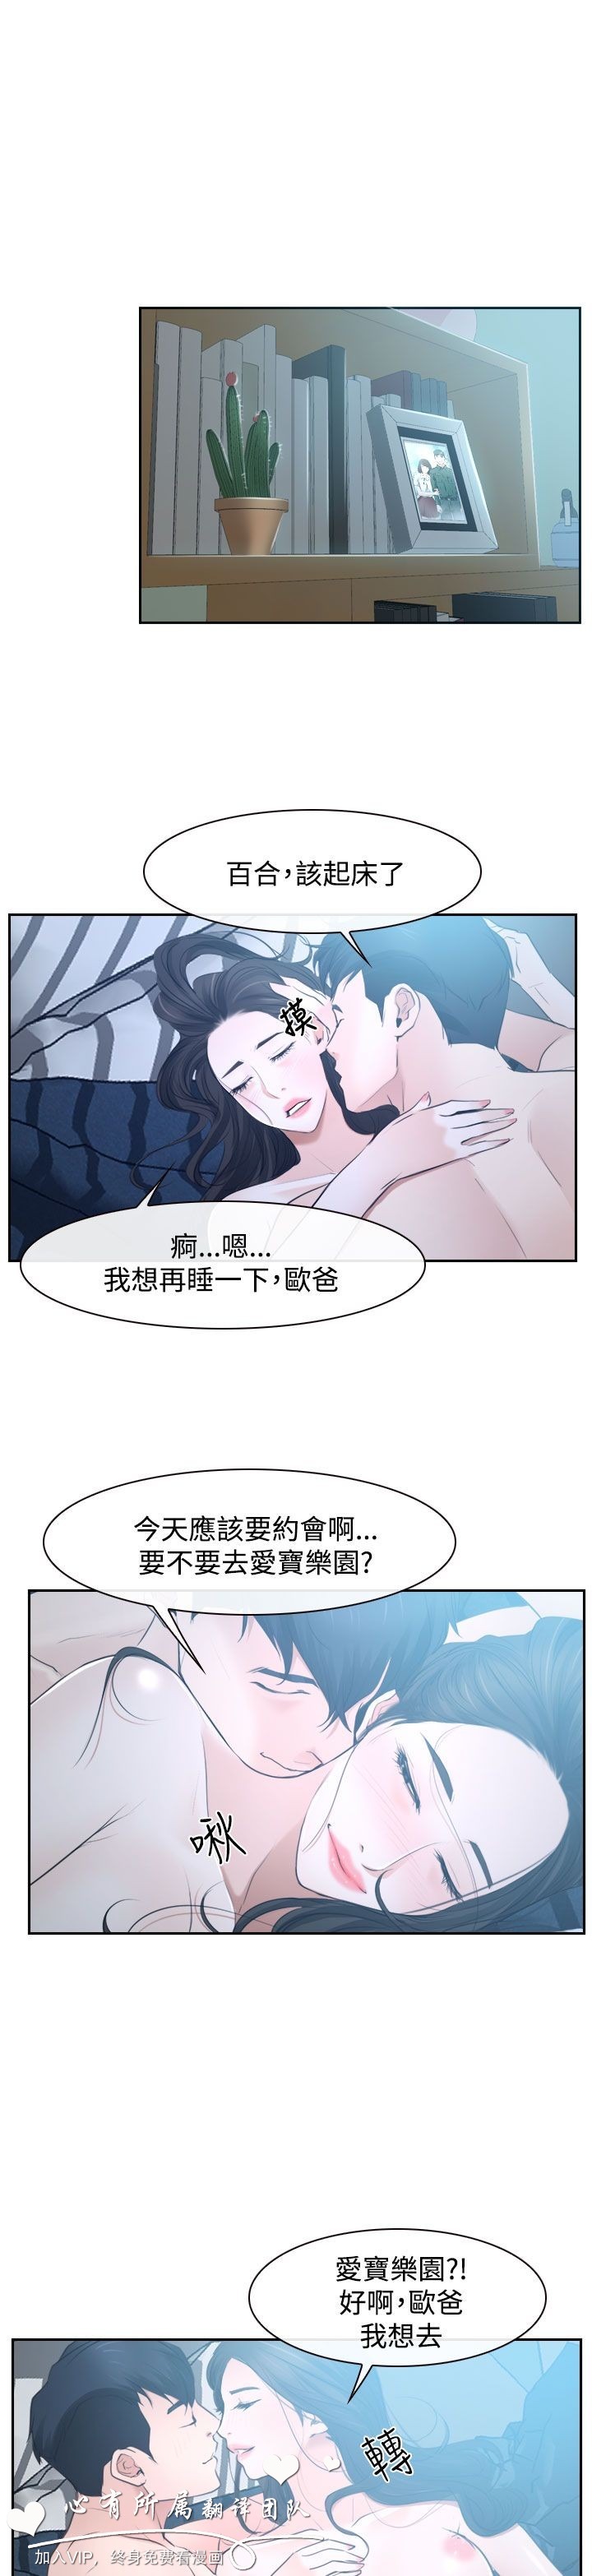 百合，該起床了
摸
痾…嗯…
我想再睡一下，歐爸
今天應該要約會啊…
要不要去愛寶樂園?
啾
愛寶樂園?!
好啊，歐爸
我想去
轉
心有所属翻译团队
加入VIP，终身免费看漫画